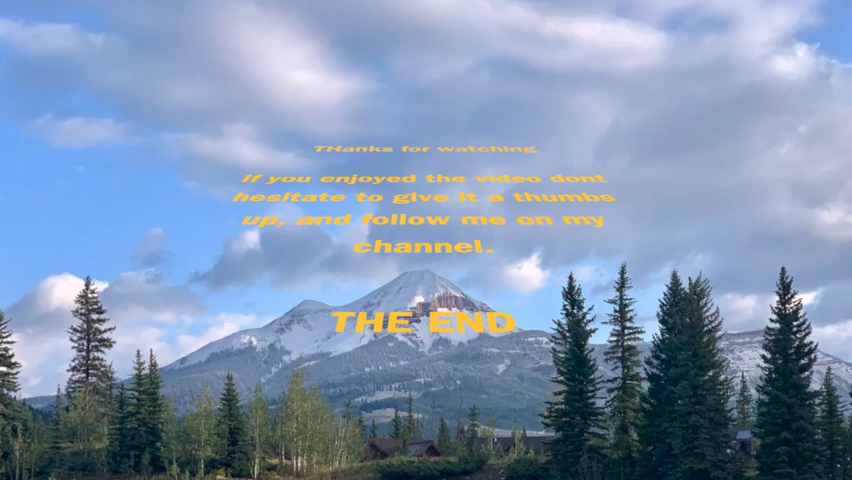 THanks for watching
If you enjoyed the video dont
hesitate to give it a thumbs
up, and follow me on my
channel.
THE END